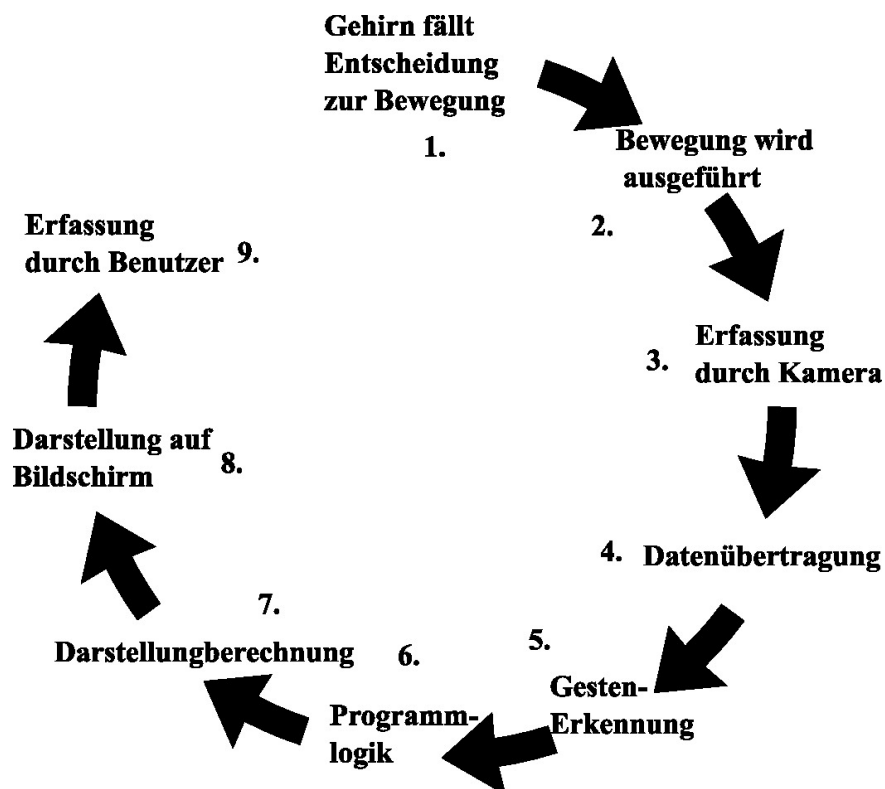 Gehirn fällt
Entscheidung
zur Bewegung
1.
Bewegung wird
ausgeführt
2.
3.
Erfassung
durch Kamera
4. Datenübertragung
5.
Gesten-
Erkennung
6.
Programm-
logik
7.
Darstellungberechnung
8.
Darstellung auf
Bildschirm
Erfassung
durch Benutzer 9.